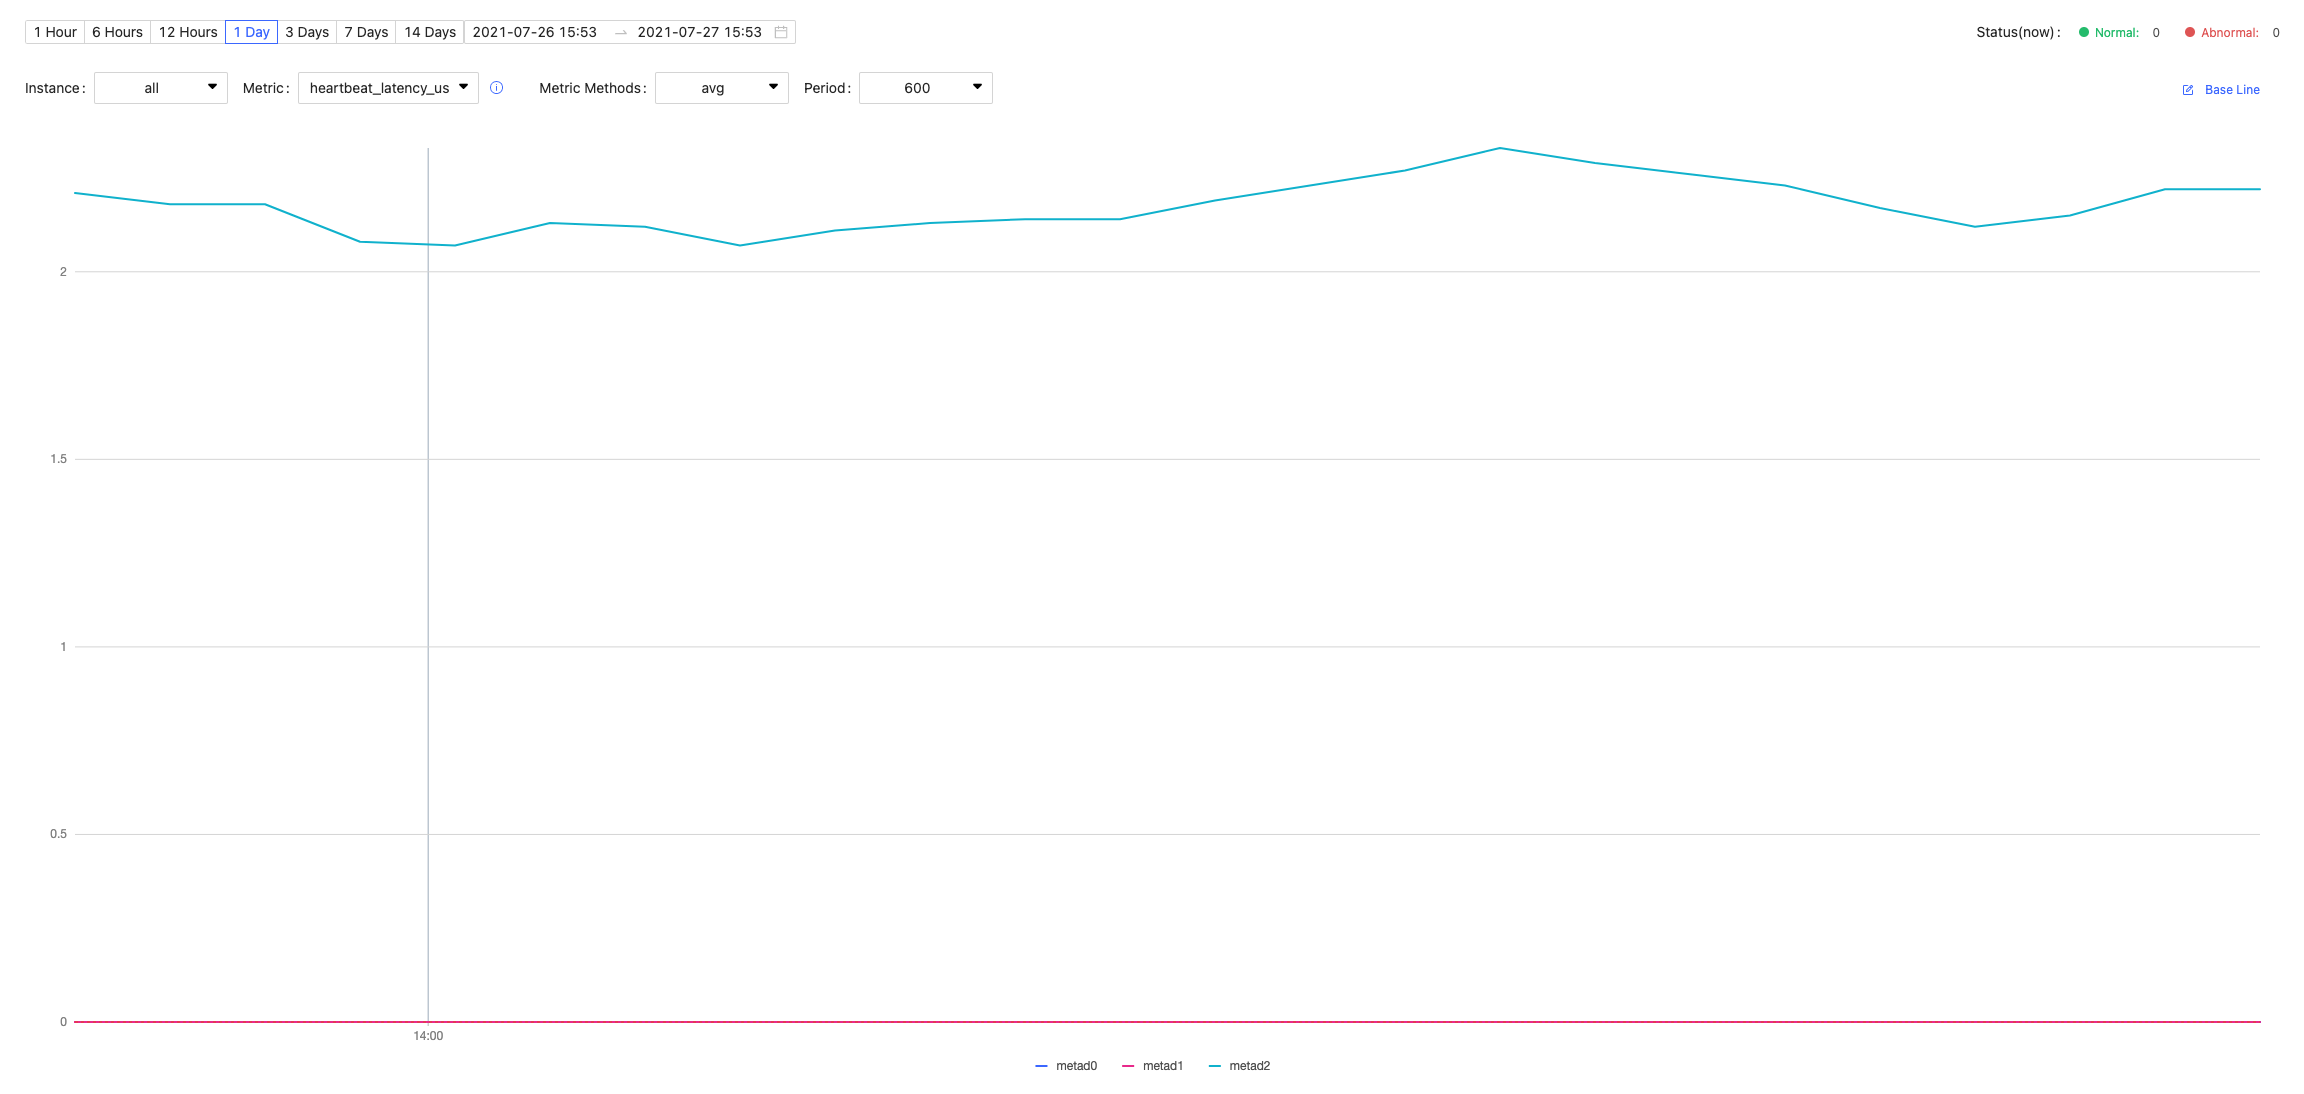 1 Hour 6 Hours 12 Hours 1 Day 3 Days 7 Days 14 Days 2021-07-26 15:53 → 2021-07-27 15:53 Status(now): Normal: 0 Abnormal: 0
Instance: all Metric: heartbeat_latency_us Metric Methods: avg Period: 600 Base Line
2
1.5
1
0.5
0
14:00
metad0 metad1 metad2